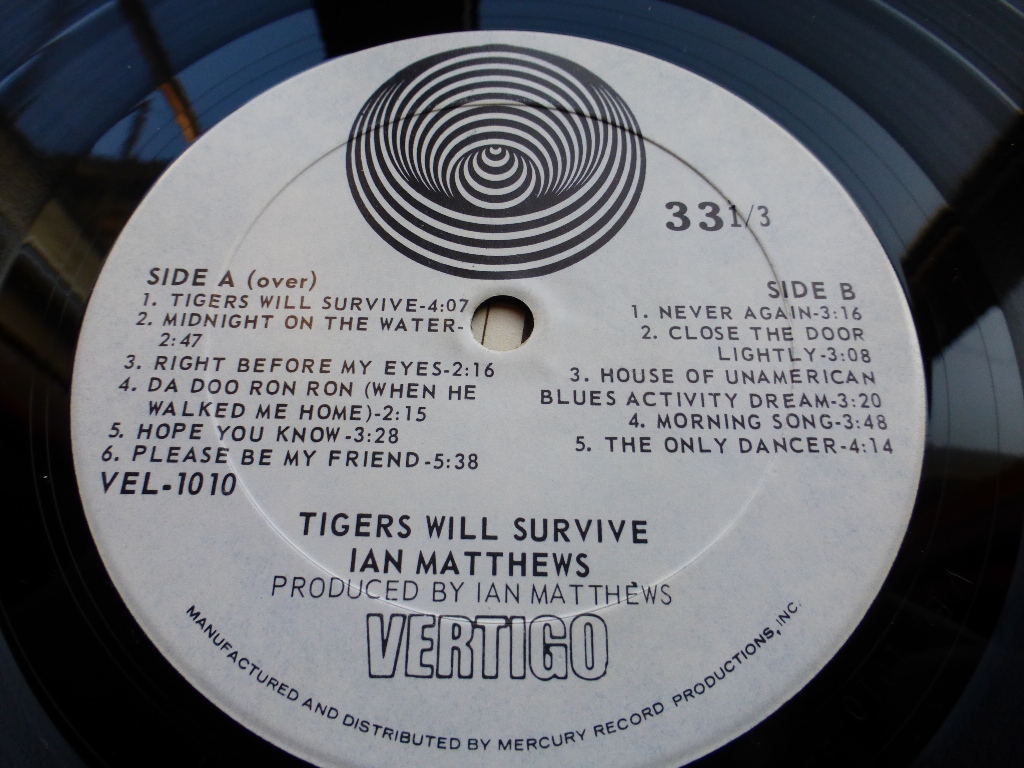 33 1/3
SIDE A (over)
1. TIGERS WILL SURVIVE-4:07
2. MIDNIGHT ON THE WATER-
2:47
3. RIGHT BEFORE MY EYES-2:16
4. DA DOO RON RON (WHEN HE
WALKED ME HOME)-2:15
5. HOPE YOU KNOW-3:28
6. PLEASE BE MY FRIEND-5:38
VEL-1010
SIDE B
1. NEVER AGAIN-3:16
2. CLOSE THE DOOR
LIGHTLY-3:08
3. HOUSE OF UNAMERICAN
BLUES ACTIVITY DREAM-3:20
4. MORNING SONG-3:48
5. THE ONLY DANCER-4:14
TIGERS WILL SURVIVE
IAN MATTHEWS
PRODUCED BY IAN MATTHEWS
VERTIGO
MANUFACTURED AND DISTRIBUTED BY MERCURY RECORD PRODUCTIONS, INC.